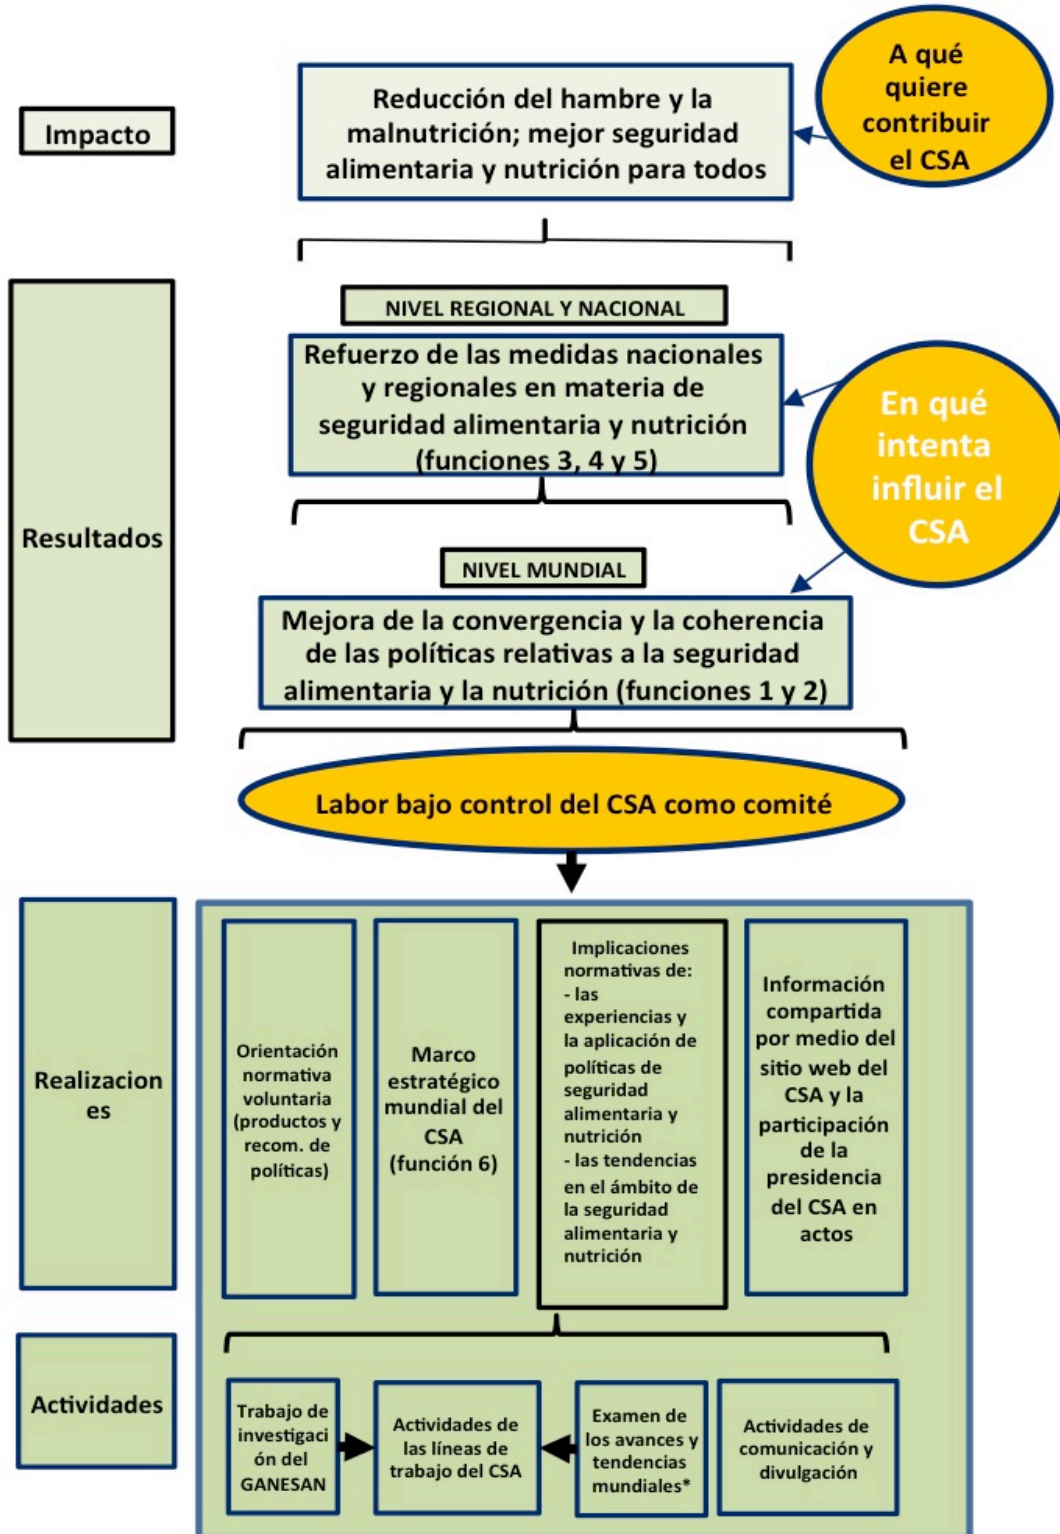 A qué
quiere
contribuir
el CSA
Impacto
Reducción del hambre y la
malnutrición; mejor seguridad
alimentaria y nutrición para todos
NIVEL REGIONAL Y NACIONAL
Refuerzo de las medidas nacionales
y regionales en materia de
seguridad alimentaria y nutrición
(funciones 3, 4 y 5)
En qué
intenta
influir el
CSA
Resultados
NIVEL MUNDIAL
Mejora de la convergencia y la coherencia
de las políticas relativas a la seguridad
alimentaria y la nutrición (funciones 1 y 2)
Labor bajo control del CSA como comité
Realizacion
es
Orientación
normativa
voluntaria
(productos y
recom. de
políticas)
Marco
estratégico
mundial del
CSA
(función 6)
Implicaciones
normativas de:
- las
experiencias y
la aplicación de
políticas de
seguridad
alimentaria y
nutrición
- las tendencias
en el ámbito de
la seguridad
alimentaria y
nutrición
Información
compartida
por medio del
sitio web del
CSA y la
participación
de la
presidencia
del CSA en
actos
Actividades
Trabajo de
investigaci
ón del
GANESAN
Actividades de
las líneas de
trabajo del CSA
Examen de
los avances y
tendencias
mundiales*
Actividades de
comunicación y
divulgación